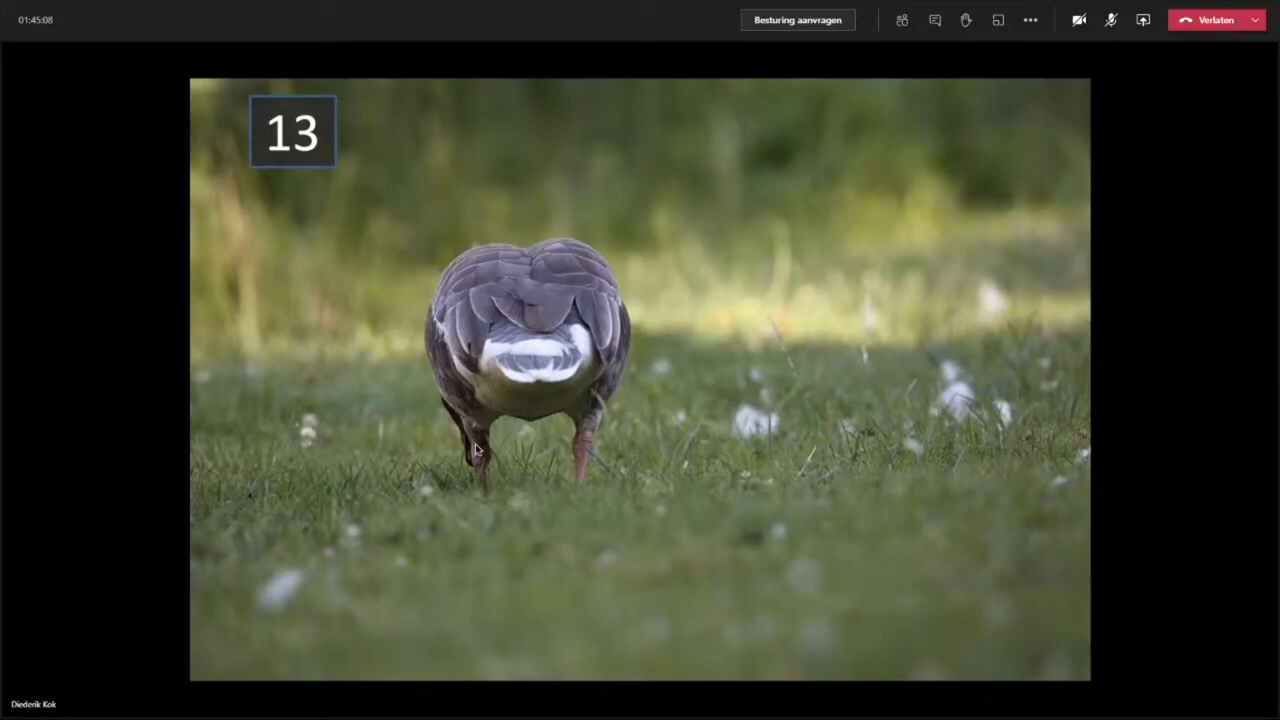 01:45:08
Besturing aanvragen
Verlaten
13
Diederik Kok